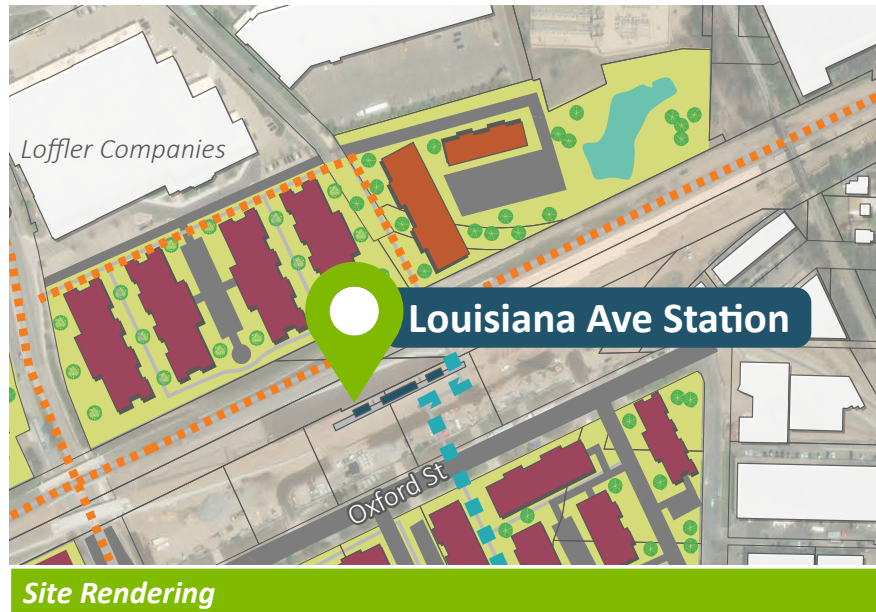 Loffler Companies
Louisiana Ave Station
Oxford St
Site Rendering